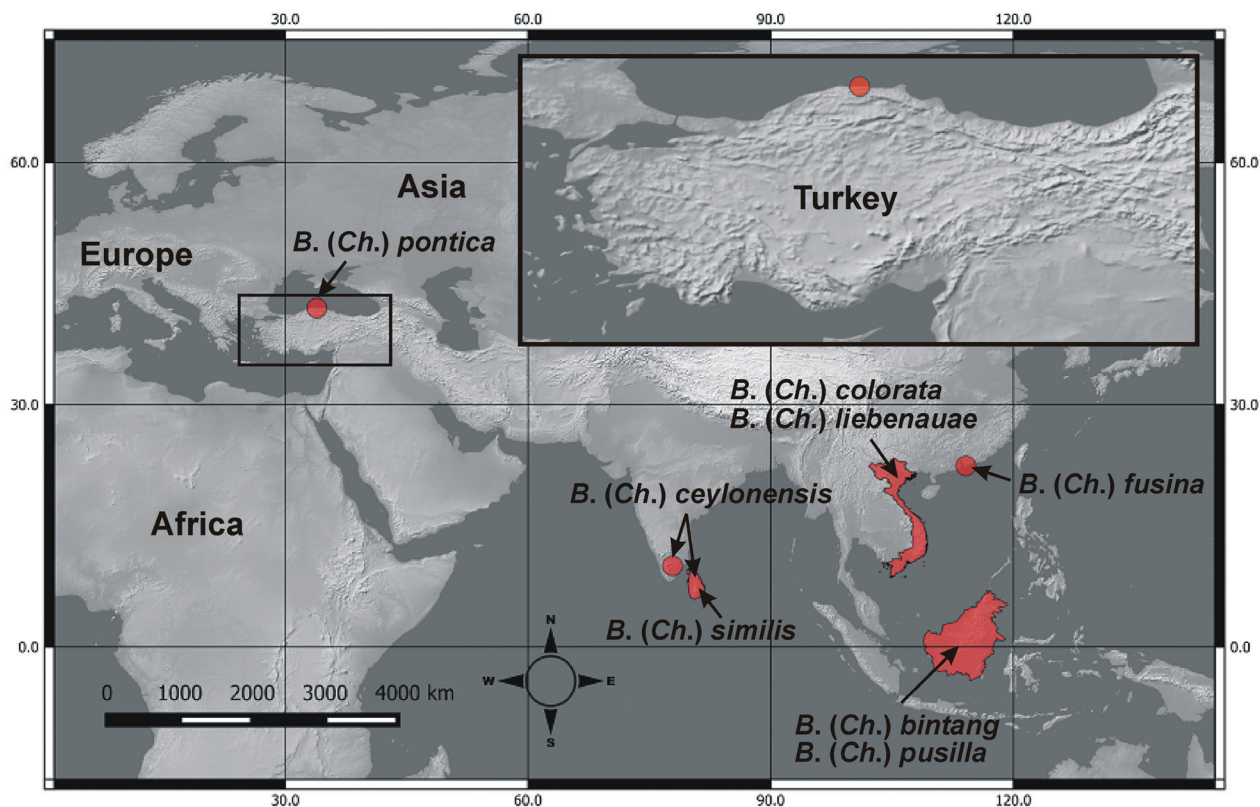 30.0 60.0 90.0 120.0
60.0 60.0
Asia
Turkey
Europe
B. (Ch.) pontica
B. (Ch.) colorata
30.0 30.0
B. (Ch.) liebenauae
B. (Ch.) ceylonensis
B. (Ch.) fusina
Africa
B. (Ch.) similis
N
0.0 0.0
W E
0 1000 2000 3000 4000 km
S
B. (Ch.) bintang
B. (Ch.) pusilla
30.0 60.0 90.0 120.0